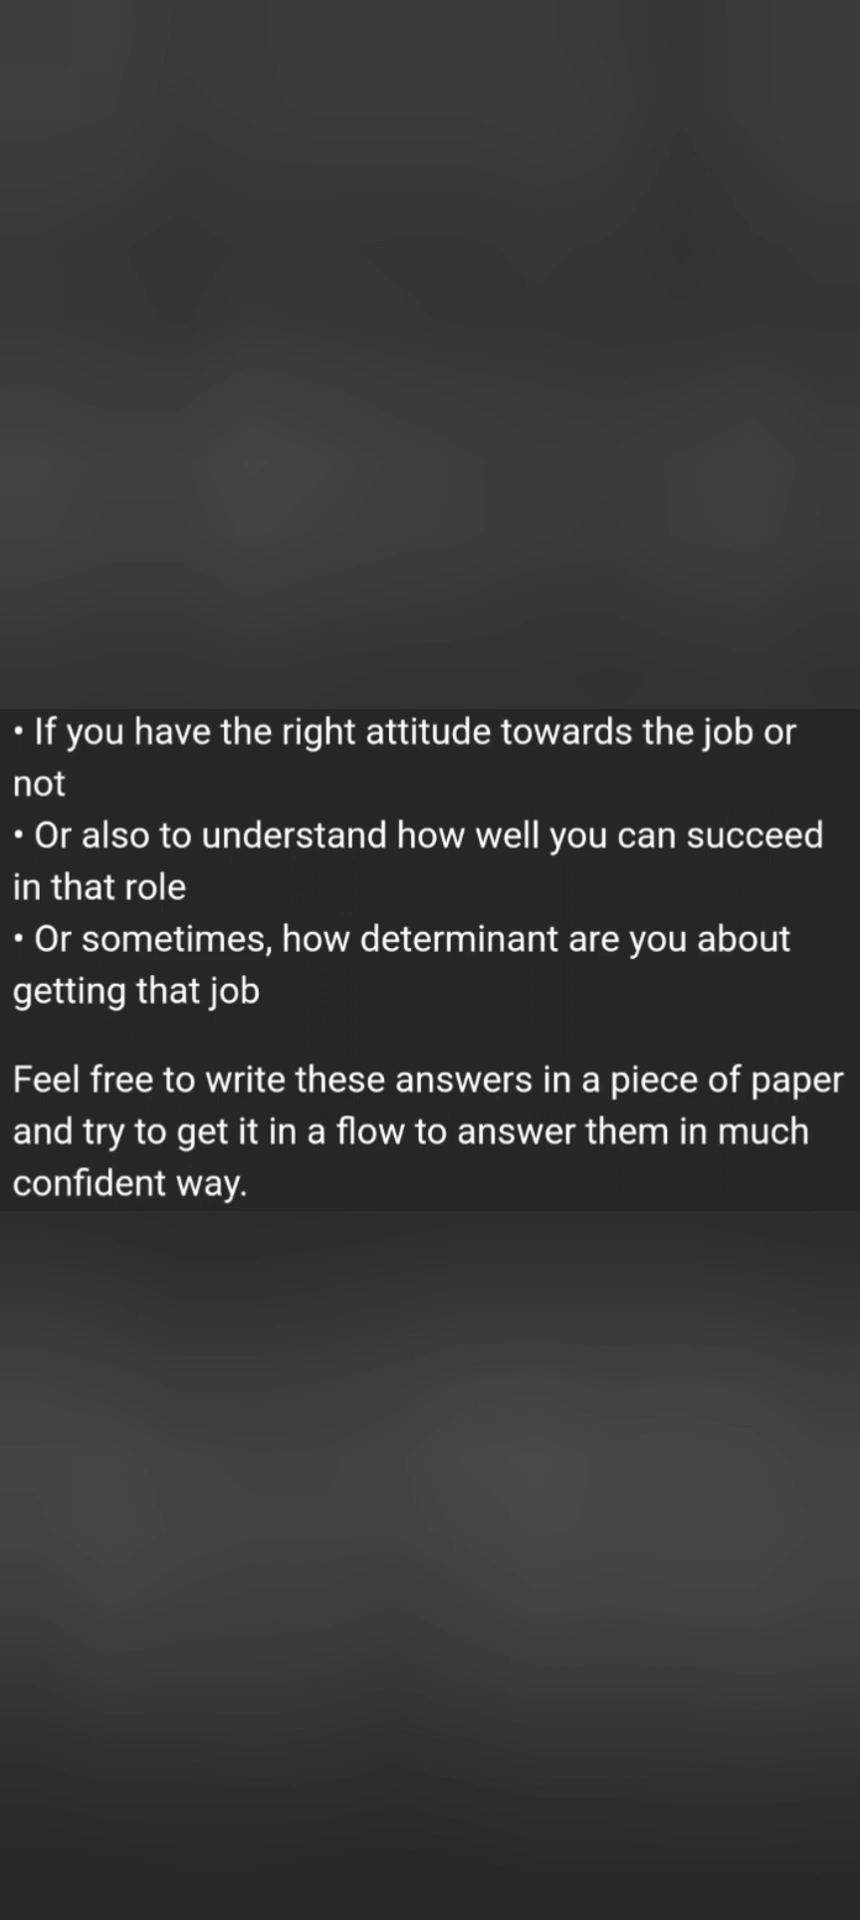 • If you have the right attitude towards the job or
not
• Or also to understand how well you can succeed
in that role
• Or sometimes, how determinant are you about
getting that job
Feel free to write these answers in a piece of paper
and try to get it in a flow to answer them in much
confident way.